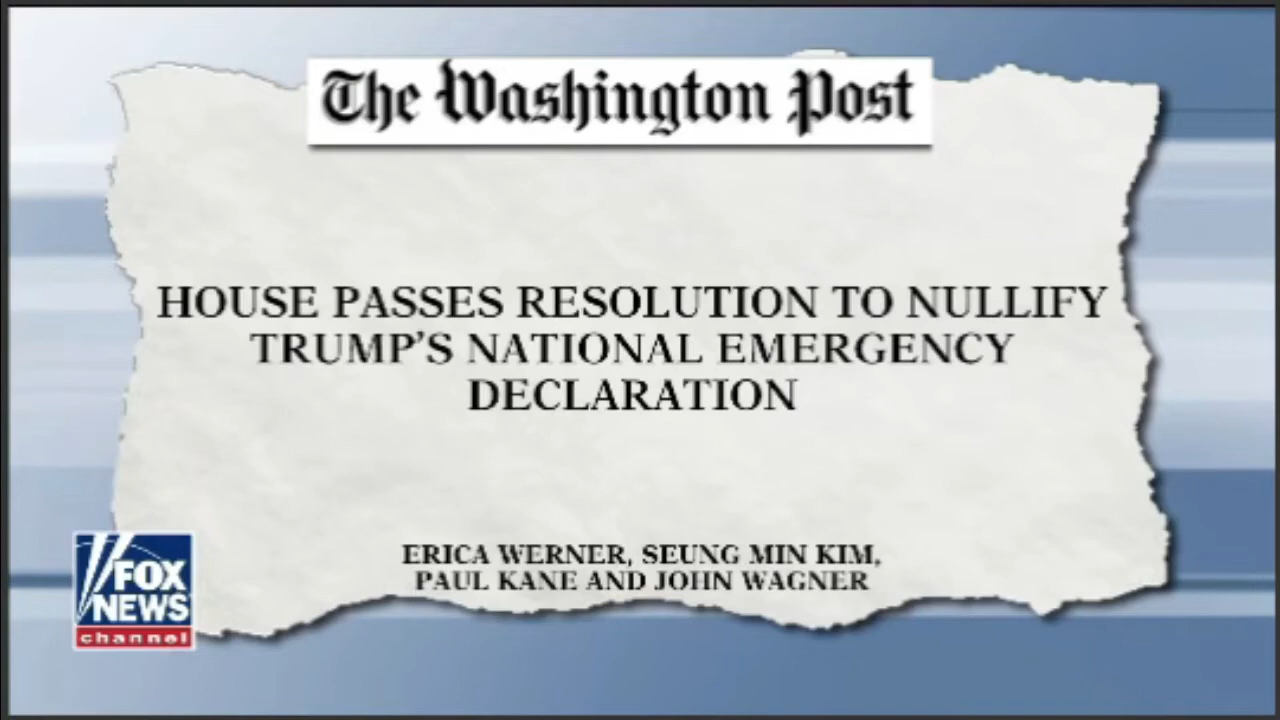 The Washington Post
HOUSE PASSES RESOLUTION TO NULLIFY
TRUMP’S NATIONAL EMERGENCY
DECLARATION
ERICA WERNER, SEUNG MIN KIM,
PAUL KANE AND JOHN WAGNER
FOX
NEWS
channel